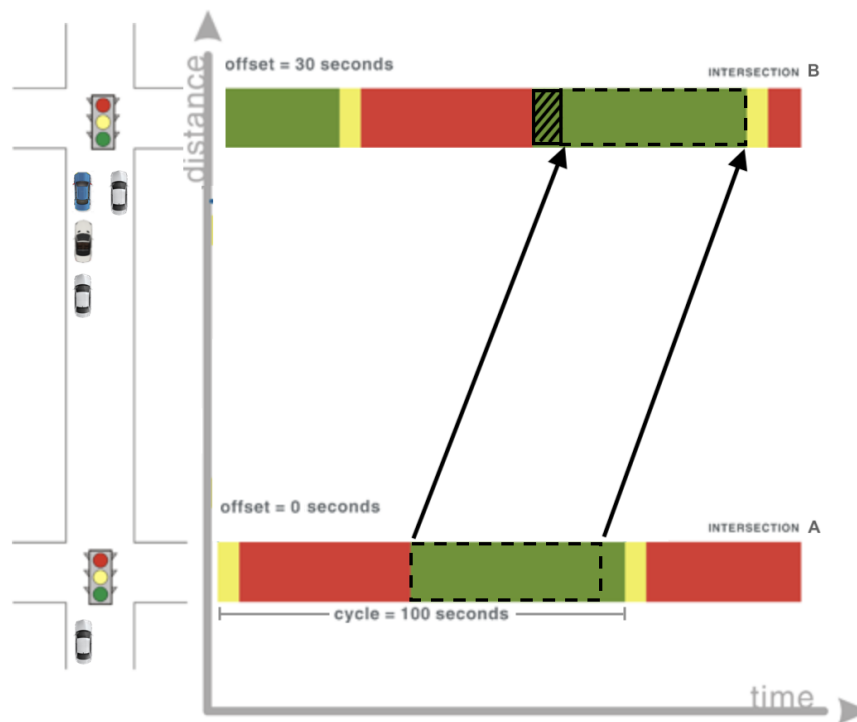 distance
offset = 30 seconds
INTERSECTION B
offset = 0 seconds
INTERSECTION A
cycle = 100 seconds
time